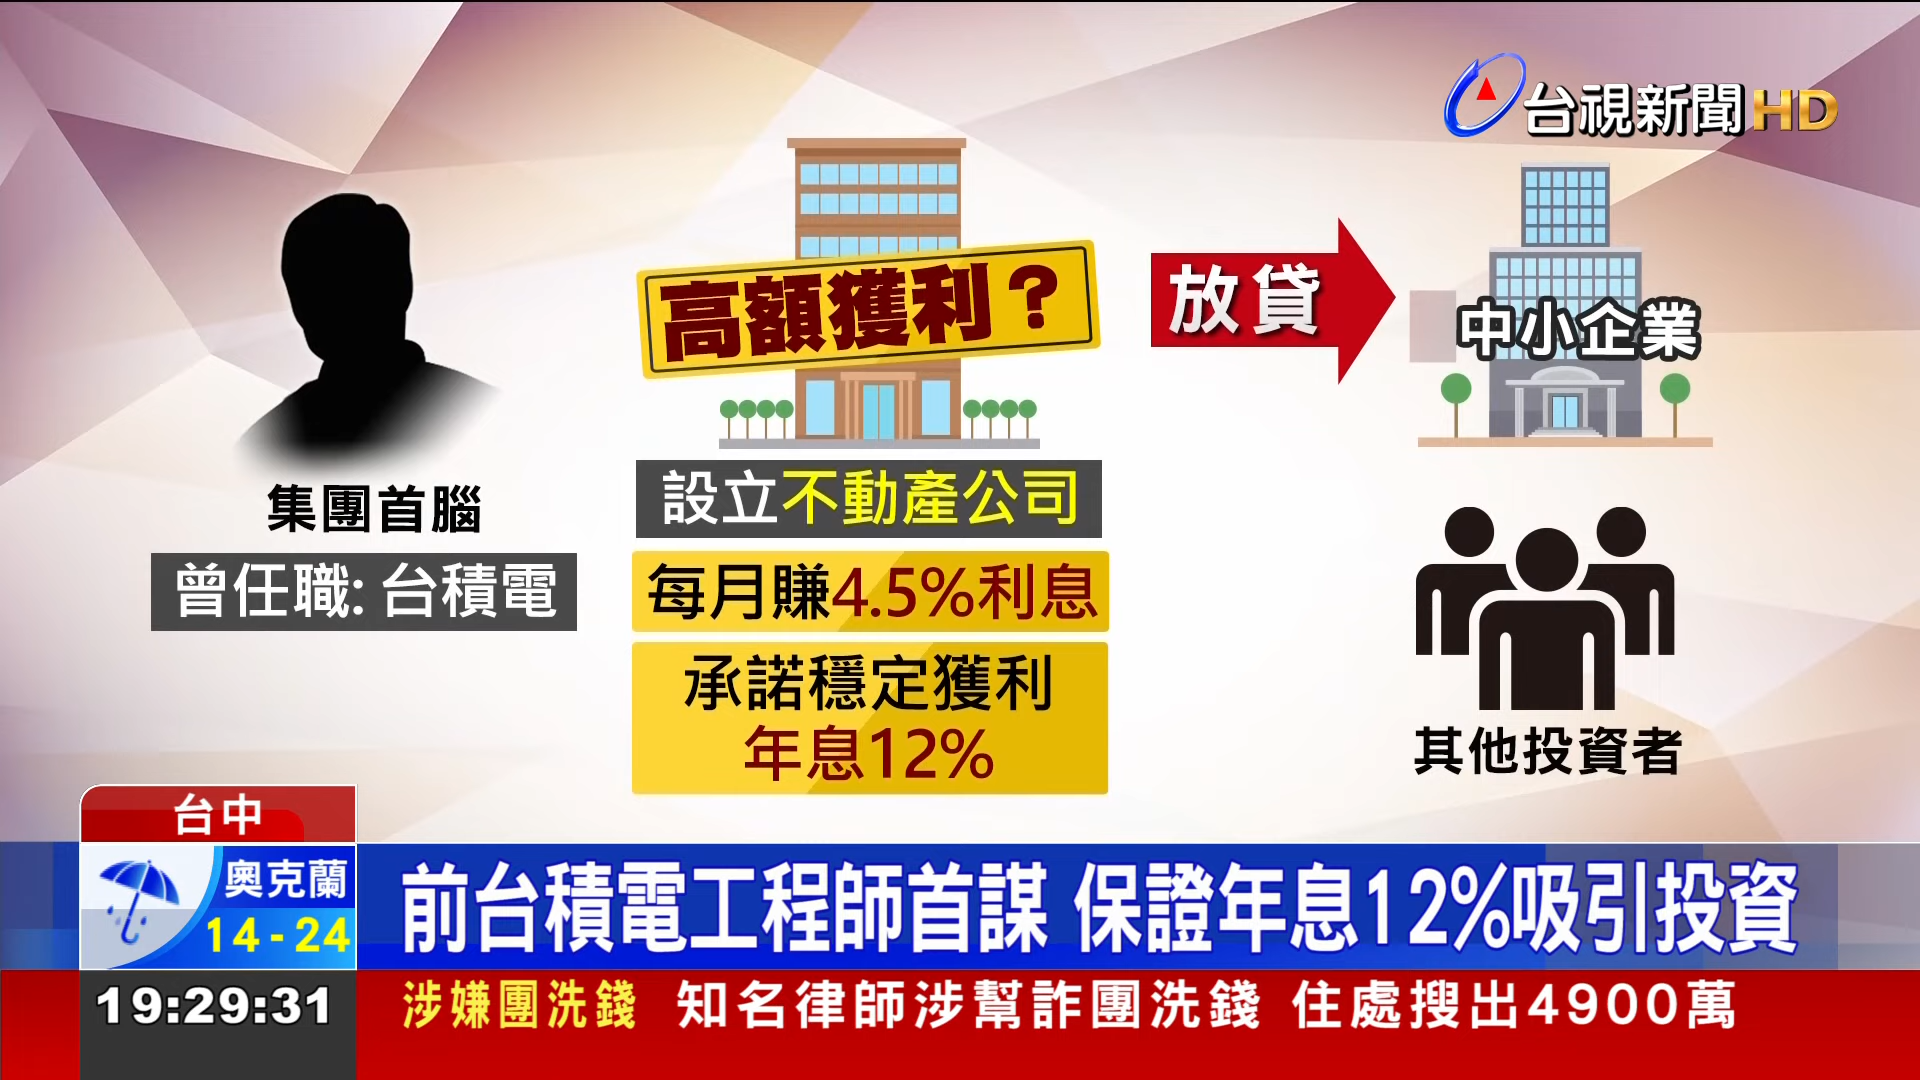 台視新聞HD
高額獲利？
放貸
中小企業
集團首腦
曾任職:台積電
設立不動產公司
每月賺4.5%利息
承諾穩定獲利
年息12%
其他投資者
台中
奧克蘭
14-24
前台積電工程師首謀 保證年息12%吸引投資
19:29:31
涉嫌團洗錢 知名律師涉幫詐團洗錢 住處搜出4900萬